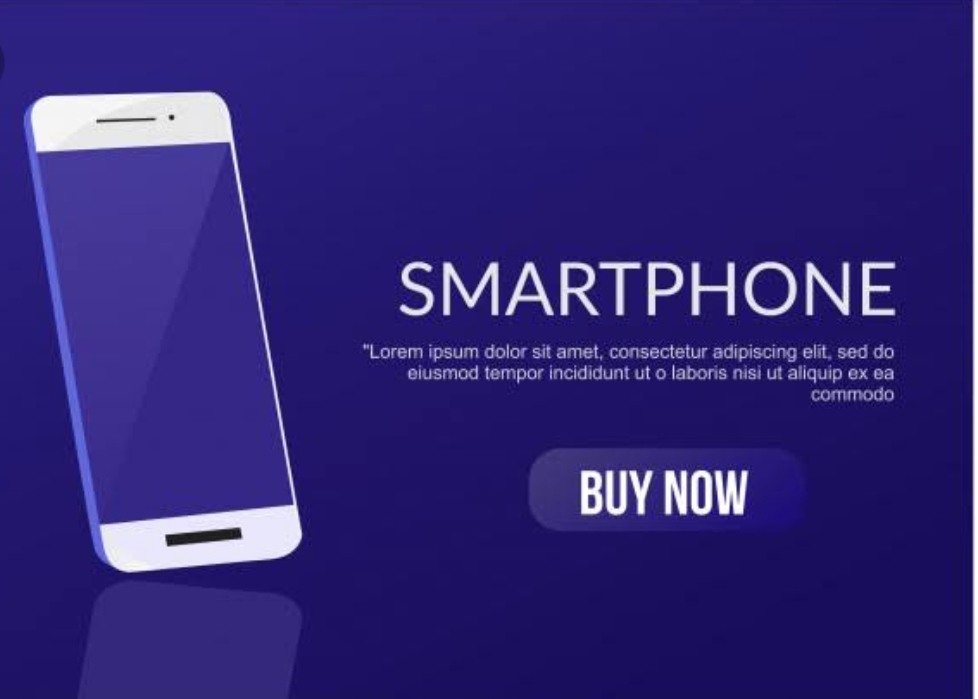 SMARTPHONE
"Lorem ipsum dolor sit amet, consectetur adipiscing elit, sed do
eiusmod tempor incididunt ut o laboris nisi ut aliquip ex ea
commodo
BUY NOW